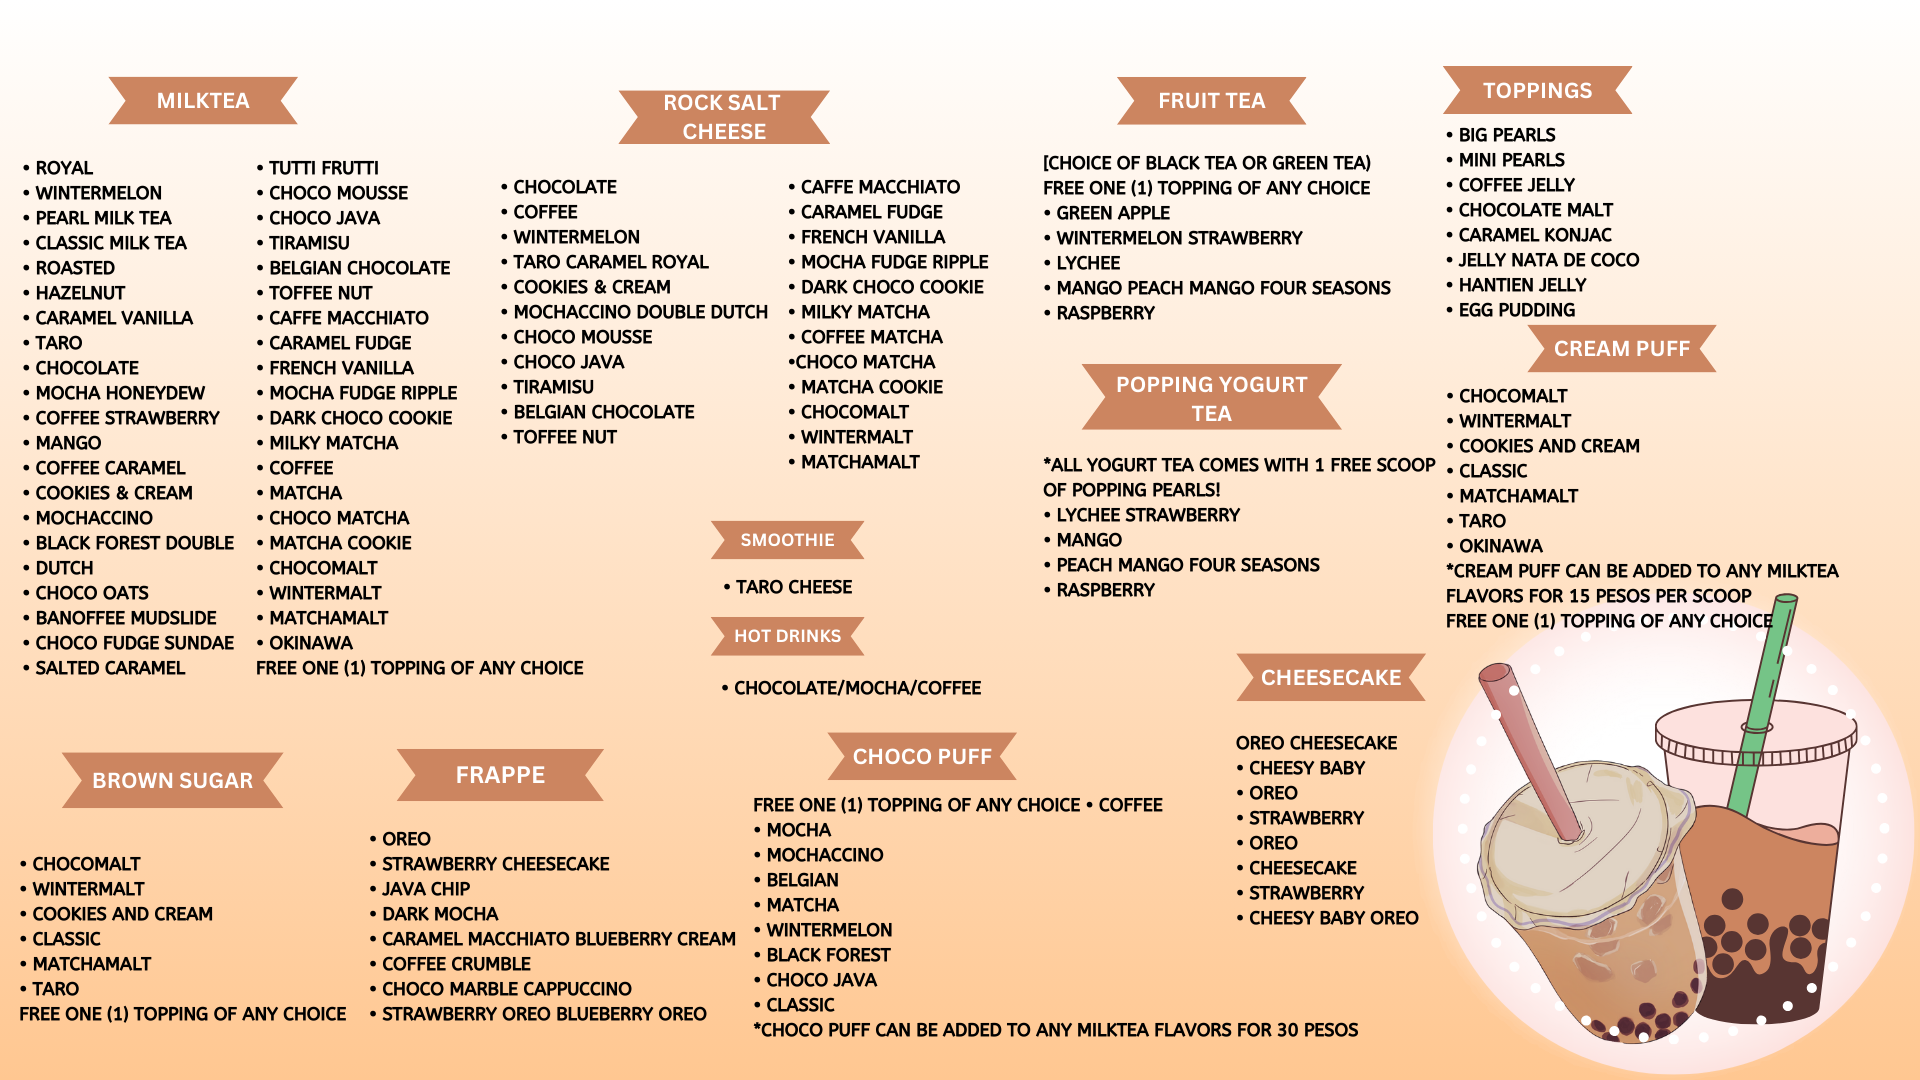 MILKTEA
• ROYAL
• WINTERMELON
• PEARL MILK TEA
• CLASSIC MILK TEA
• ROASTED
• HAZELNUT
• CARAMEL VANILLA
• TARO
• CHOCOLATE
• MOCHA HONEYDEW
• COFFEE STRAWBERRY
• MANGO
• COFFEE CARAMEL
• COOKIES & CREAM
• MOCHACCINO
• BLACK FOREST DOUBLE
• DUTCH
• CHOCO OATS
• BANOFFEE MUDSLIDE
• CHOCO FUDGE SUNDAE
• SALTED CARAMEL
• TUTTI FRUTTI
• CHOCO MOUSSE
• CHOCO JAVA
• TIRAMISU
• BELGIAN CHOCOLATE
• TOFFEE NUT
• CAFFE MACCHIATO
• CARAMEL FUDGE
• FRENCH VANILLA
• MOCHA FUDGE RIPPLE
• DARK CHOCO COOKIE
• MILKY MATCHA
• COFFEE
• MATCHA
• CHOCO MATCHA
• MATCHA COOKIE
• CHOCOMALT
• WINTERMALT
• MATCHAMALT
• OKINAWA
FREE ONE (1) TOPPING OF ANY CHOICE
ROCK SALT
CHEESE
• CHOCOLATE
• COFFEE
• WINTERMELON
• TARO CARAMEL ROYAL
• COOKIES & CREAM
• MOCHACCINO DOUBLE DUTCH
• CHOCO MOUSSE
• CHOCO JAVA
• TIRAMISU
• BELGIAN CHOCOLATE
• TOFFEE NUT
• CAFFE MACCHIATO
• CARAMEL FUDGE
• FRENCH VANILLA
• MOCHA FUDGE RIPPLE
• DARK CHOCO COOKIE
• MILKY MATCHA
• COFFEE MATCHA
•CHOCO MATCHA
• MATCHA COOKIE
• CHOCOMALT
• WINTERMALT
• MATCHAMALT
SMOOTHIE
• TARO CHEESE
HOT DRINKS
• CHOCOLATE/MOCHA/COFFEE
FRUIT TEA
[CHOICE OF BLACK TEA OR GREEN TEA)
FREE ONE (1) TOPPING OF ANY CHOICE
• GREEN APPLE
• WINTERMELON STRAWBERRY
• LYCHEE
• MANGO PEACH MANGO FOUR SEASONS
• RASPBERRY
POPPING YOGURT
TEA
*ALL YOGURT TEA COMES WITH 1 FREE SCOOP
OF POPPING PEARLS!
• LYCHEE STRAWBERRY
• MANGO
• PEACH MANGO FOUR SEASONS
• RASPBERRY
TOPPINGS
• BIG PEARLS
• MINI PEARLS
• COFFEE JELLY
• CHOCOLATE MALT
• CARAMEL KONJAC
• JELLY NATA DE COCO
• HANTIEN JELLY
• EGG PUDDING
CREAM PUFF
• CHOCOMALT
• WINTERMALT
• COOKIES AND CREAM
• CLASSIC
• MATCHAMALT
• TARO
• OKINAWA
*CREAM PUFF CAN BE ADDED TO ANY MILKTEA
FLAVORS FOR 15 PESOS PER SCOOP
FREE ONE (1) TOPPING OF ANY CHOICE
BROWN SUGAR
• CHOCOMALT
• WINTERMALT
• COOKIES AND CREAM
• CLASSIC
• MATCHAMALT
• TARO
FREE ONE (1) TOPPING OF ANY CHOICE
FRAPPE
• OREO
• STRAWBERRY CHEESECAKE
• JAVA CHIP
• DARK MOCHA
• CARAMEL MACCHIATO BLUEBERRY CREAM
• COFFEE CRUMBLE
• CHOCO MARBLE CAPPUCCINO
• STRAWBERRY OREO BLUEBERRY OREO
CHOCO PUFF
FREE ONE (1) TOPPING OF ANY CHOICE • COFFEE
• MOCHA
• MOCHACCINO
• BELGIAN
• MATCHA
• WINTERMELON
• BLACK FOREST
• CHOCO JAVA
• CLASSIC
*CHOCO PUFF CAN BE ADDED TO ANY MILKTEA FLAVORS FOR 30 PESOS
CHEESECAKE
OREO CHEESECAKE
• CHEESY BABY
• OREO
• STRAWBERRY
• OREO
• CHEESECAKE
• STRAWBERRY
• CHEESY BABY OREO